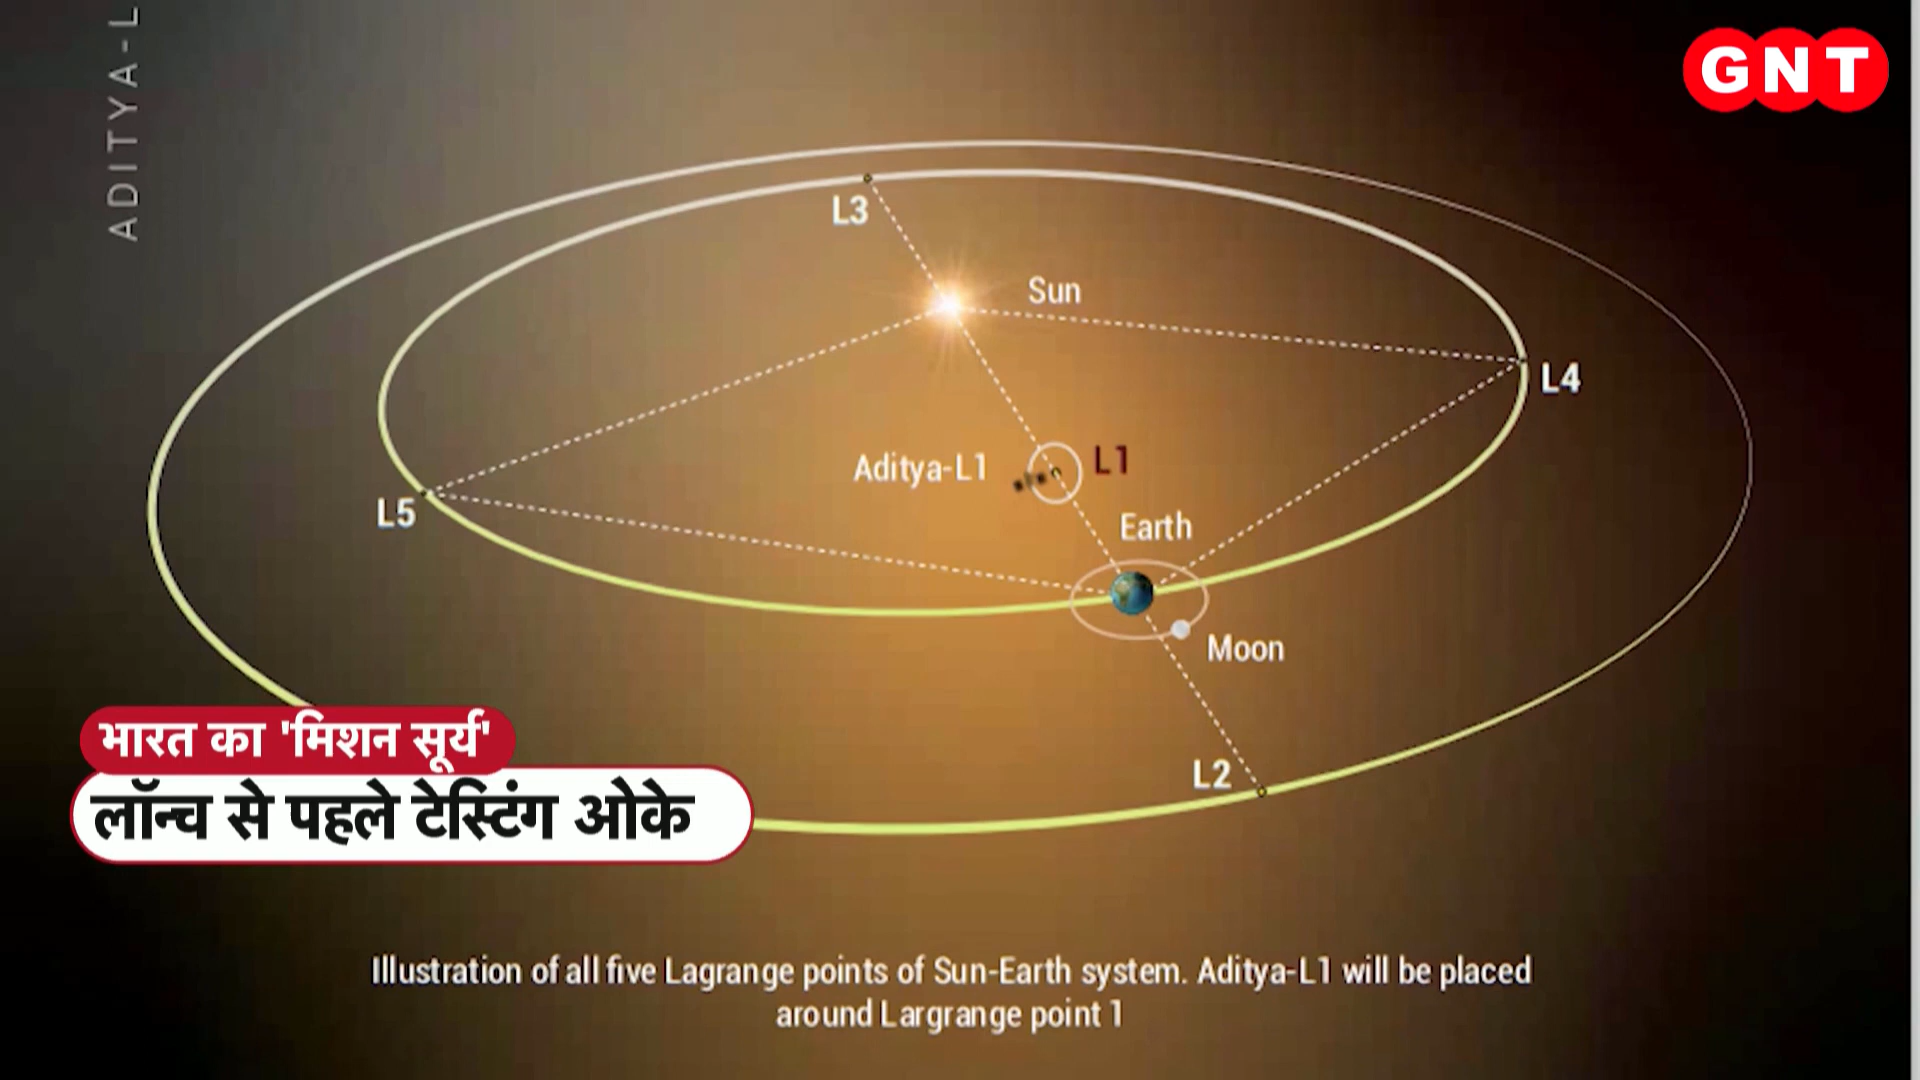 ADITYA-L
GNT
L3
Sun
L4
Aditya-L1
L1
L5
Earth
Moon
L2
भारत का 'मिशन सूर्य'
लॉन्च से पहले टेस्टिंग ओके
Illustration of all five Lagrange points of Sun-Earth system. Aditya-L1 will be placed
around Largrange point 1